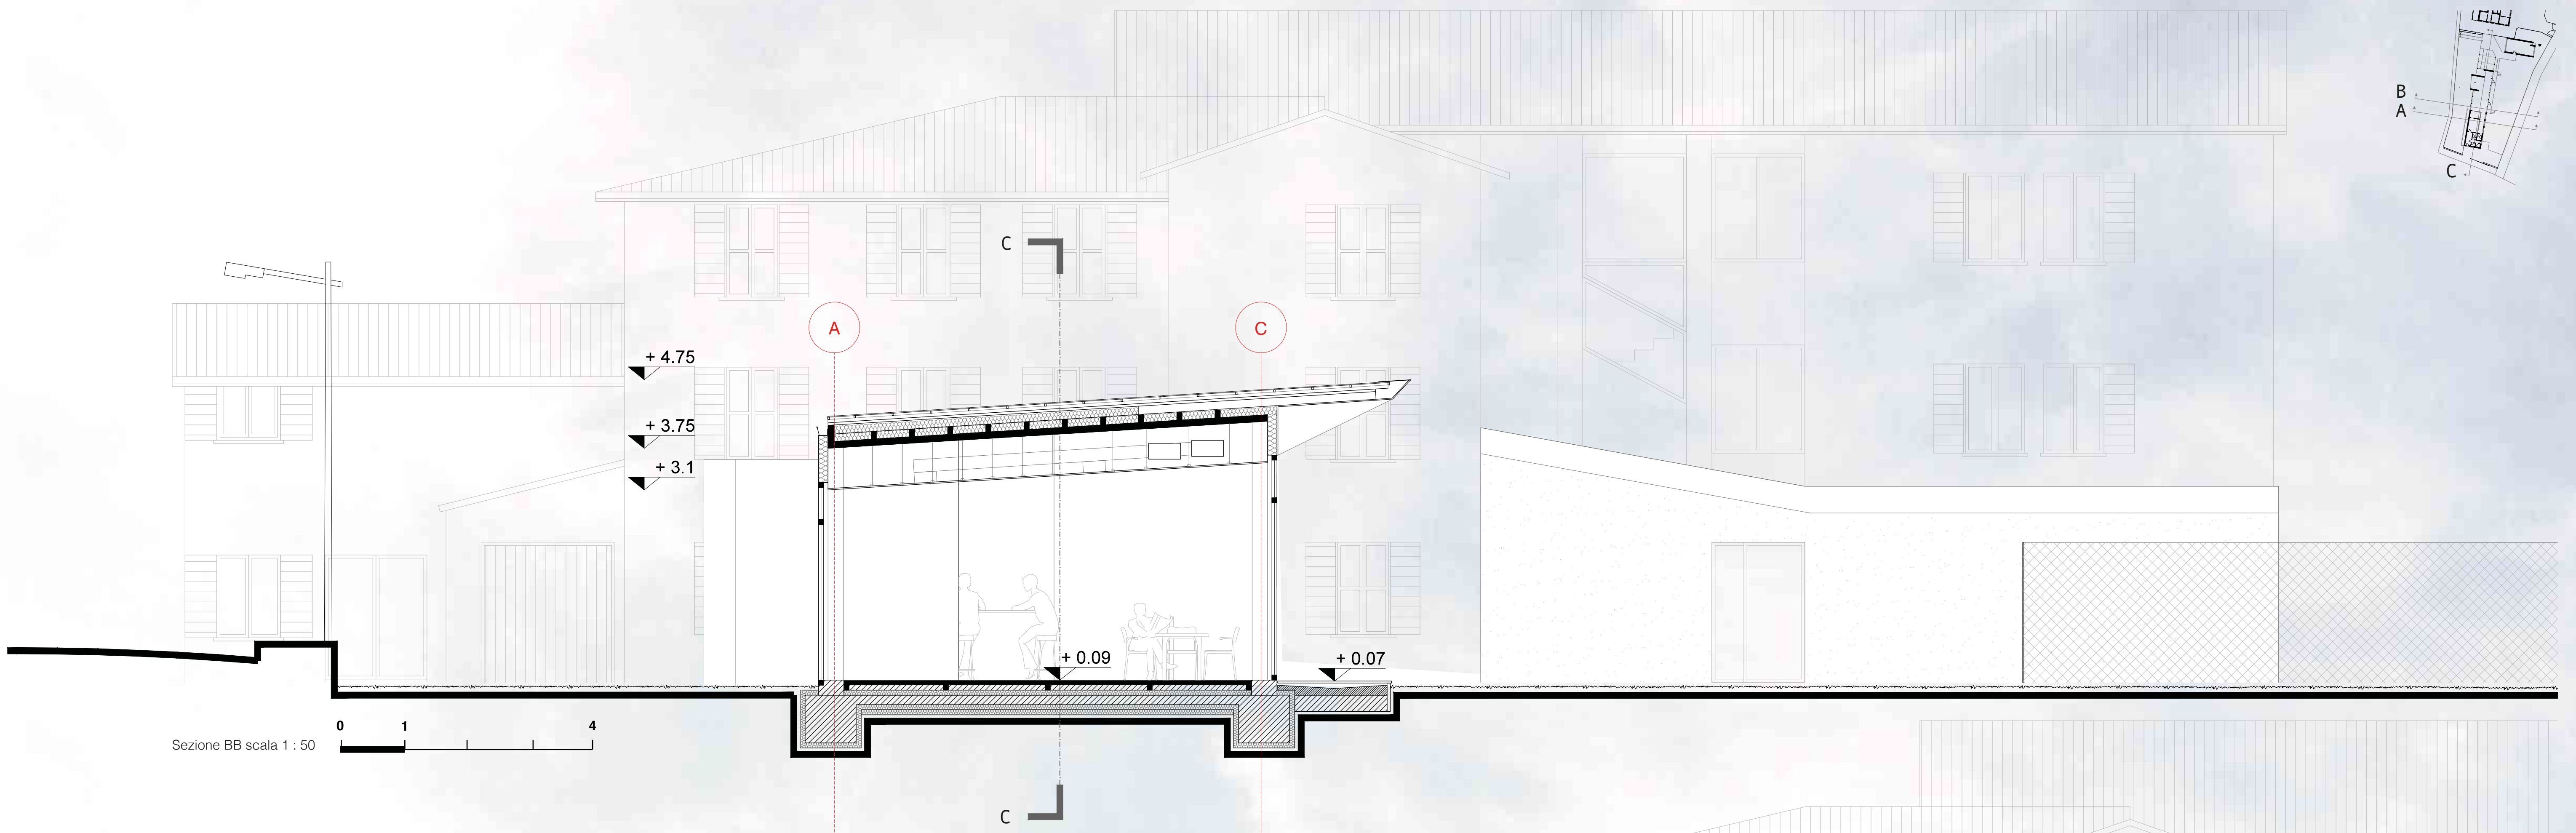 B
A
C
C
A
C
+ 4.75
+ 3.75
+ 3.1
+ 0.09
+ 0.07
0 1 4
Sezione BB scala 1 : 50
C